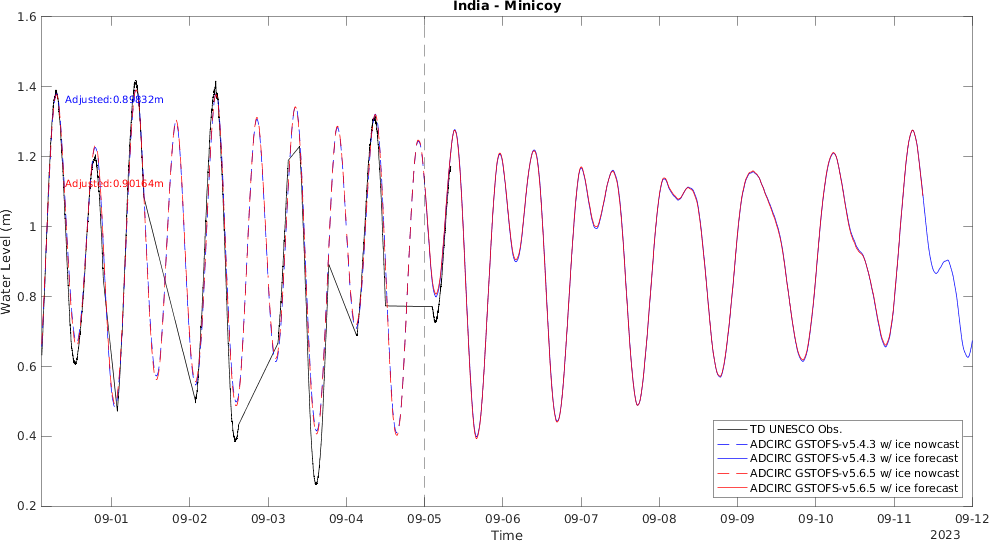 India - Minicoy
1.6
1.4
1.2
1
0.8
0.6
0.4
0.2
Water Level (m)
Adjusted:0.89832m
Adjusted:0.90164m
TD UNESCO Obs.
ADCIRC GSTOFS-v5.4.3 w/ ice nowcast
ADCIRC GSTOFS-v5.4.3 w/ ice forecast
ADCIRC GSTOFS-v5.6.5 w/ ice nowcast
ADCIRC GSTOFS-v5.6.5 w/ ice forecast
09-01 09-02 09-03 09-04 09-05 09-06 09-07 09-08 09-09 09-10 09-11 09-12
Time
2023